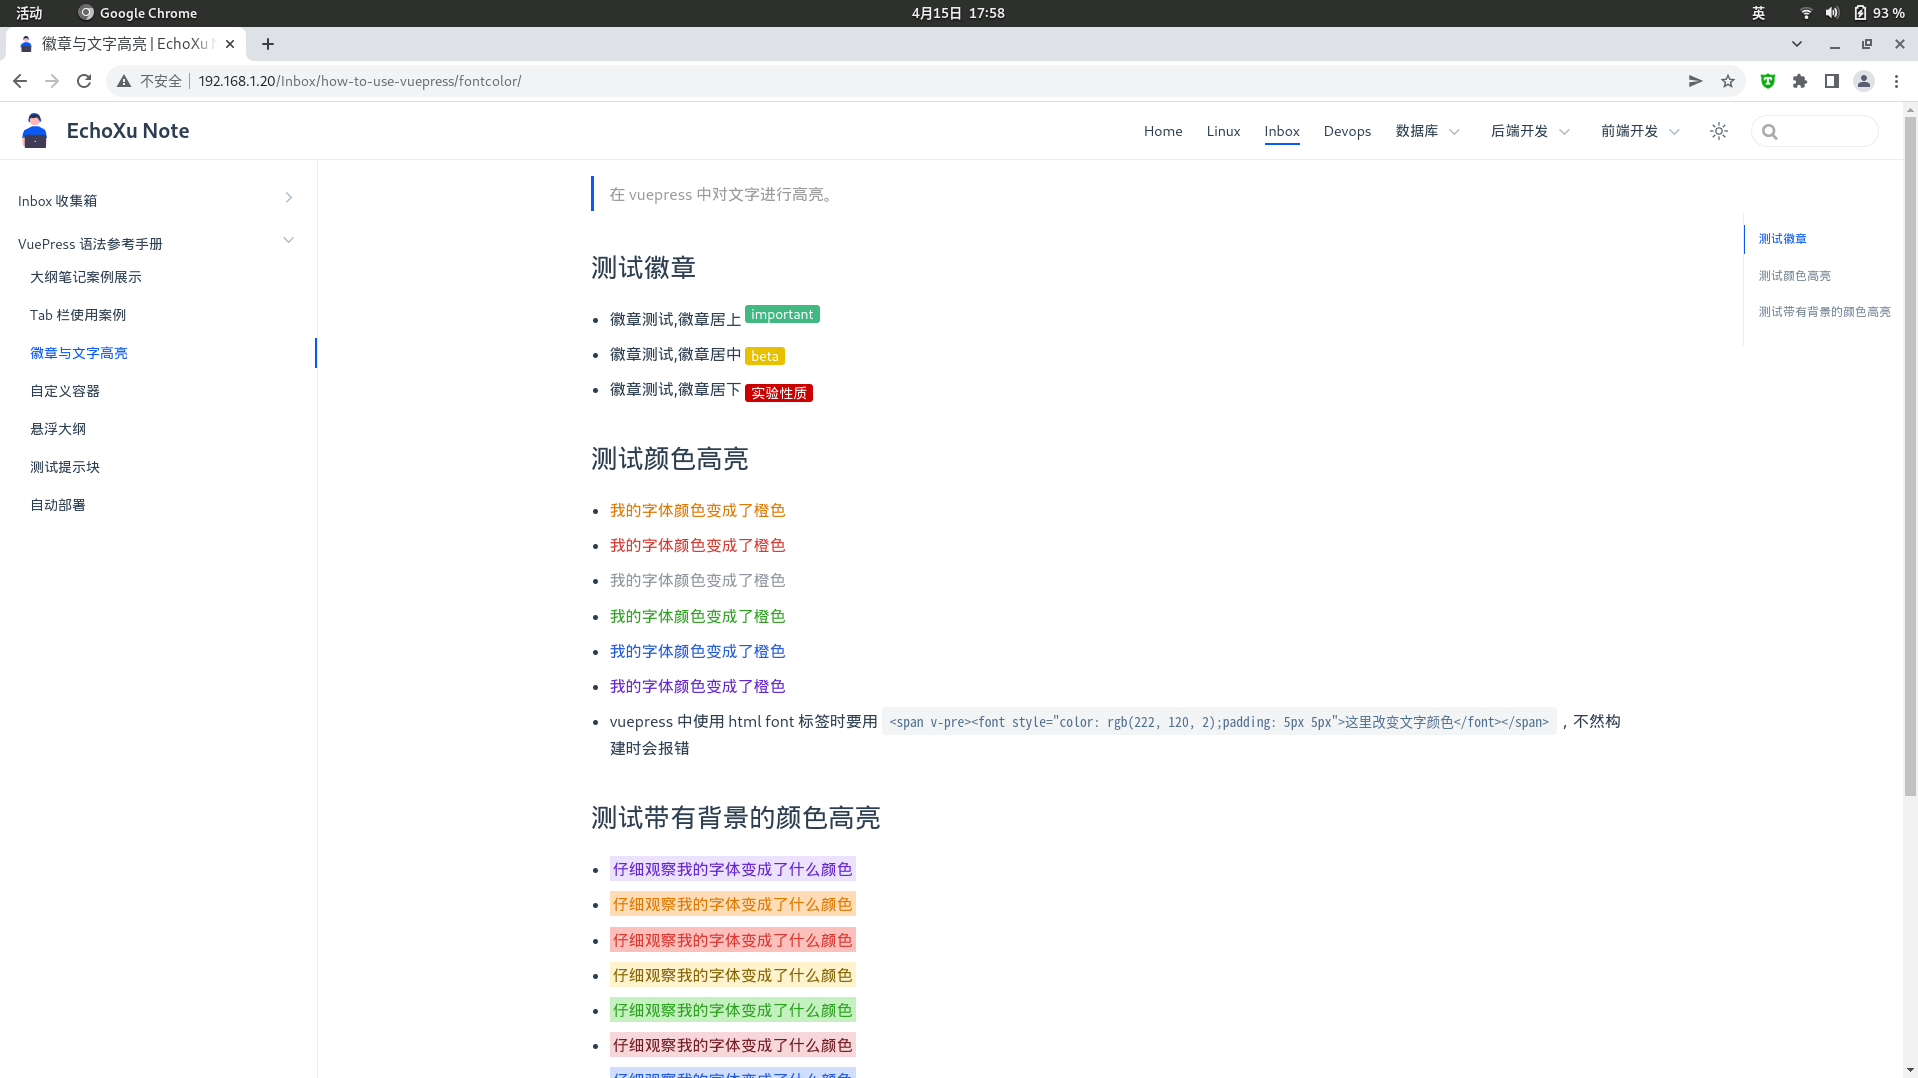 活动
Google Chrome
4月15日 17:58
英
93 %
徽章与文字高亮 | EchoXu
不安全
192.168.1.20/Inbox/how-to-use-vuepress/fontcolor/
EchoXu Note
Home
Linux
Inbox
Devops
数据库
后端开发
前端开发
Inbox 收集箱
VuePress 语法参考手册
大纲笔记案例展示
Tab 栏使用案例
徽章与文字高亮
自定义容器
悬浮大纲
测试提示块
自动部署
在 vuepress 中对文字进行高亮。
测试徽章
徽章测试,徽章居上 important
徽章测试,徽章居中 beta
徽章测试,徽章居下 实验性质
测试颜色高亮
我的字体颜色变成了橙色
我的字体颜色变成了橙色
我的字体颜色变成了橙色
我的字体颜色变成了橙色
我的字体颜色变成了橙色
我的字体颜色变成了橙色
vuepress 中使用 html font 标签时要用 <span v-pre><font style="color: rgb(222, 120, 2);padding: 5px 5px">这里改变文字颜色</font></span> ，不然构
建时会报错
测试带有背景的颜色高亮
仔细观察我的字体变成了什么颜色
仔细观察我的字体变成了什么颜色
仔细观察我的字体变成了什么颜色
仔细观察我的字体变成了什么颜色
仔细观察我的字体变成了什么颜色
仔细观察我的字体变成了什么颜色
测试徽章
测试颜色高亮
测试带有背景的颜色高亮